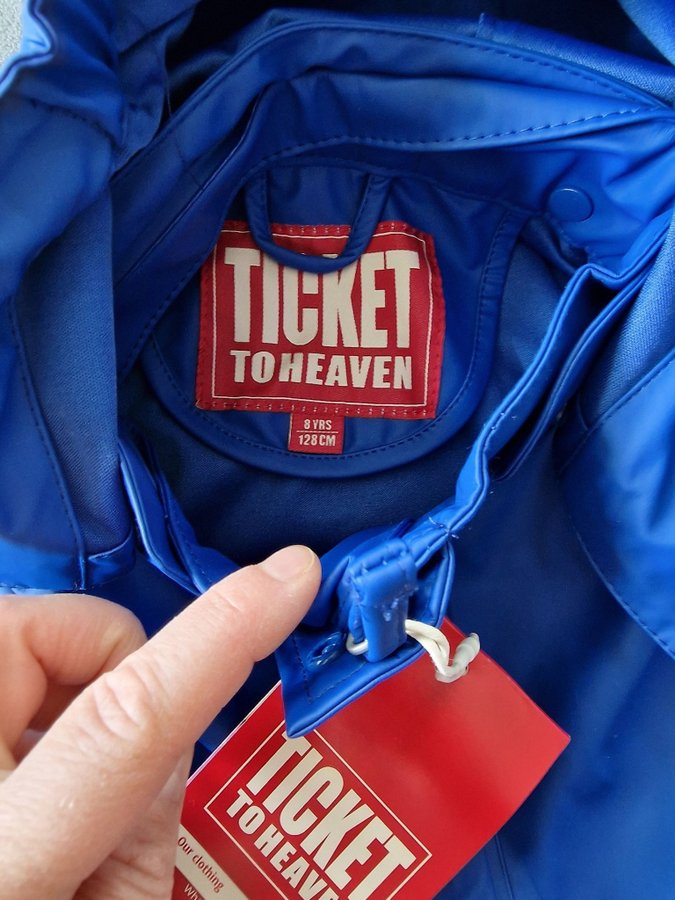 TICKET
TO HEAVEN
8 YRS
128 CM
TICKET
TO HEAVEN
Our clothing